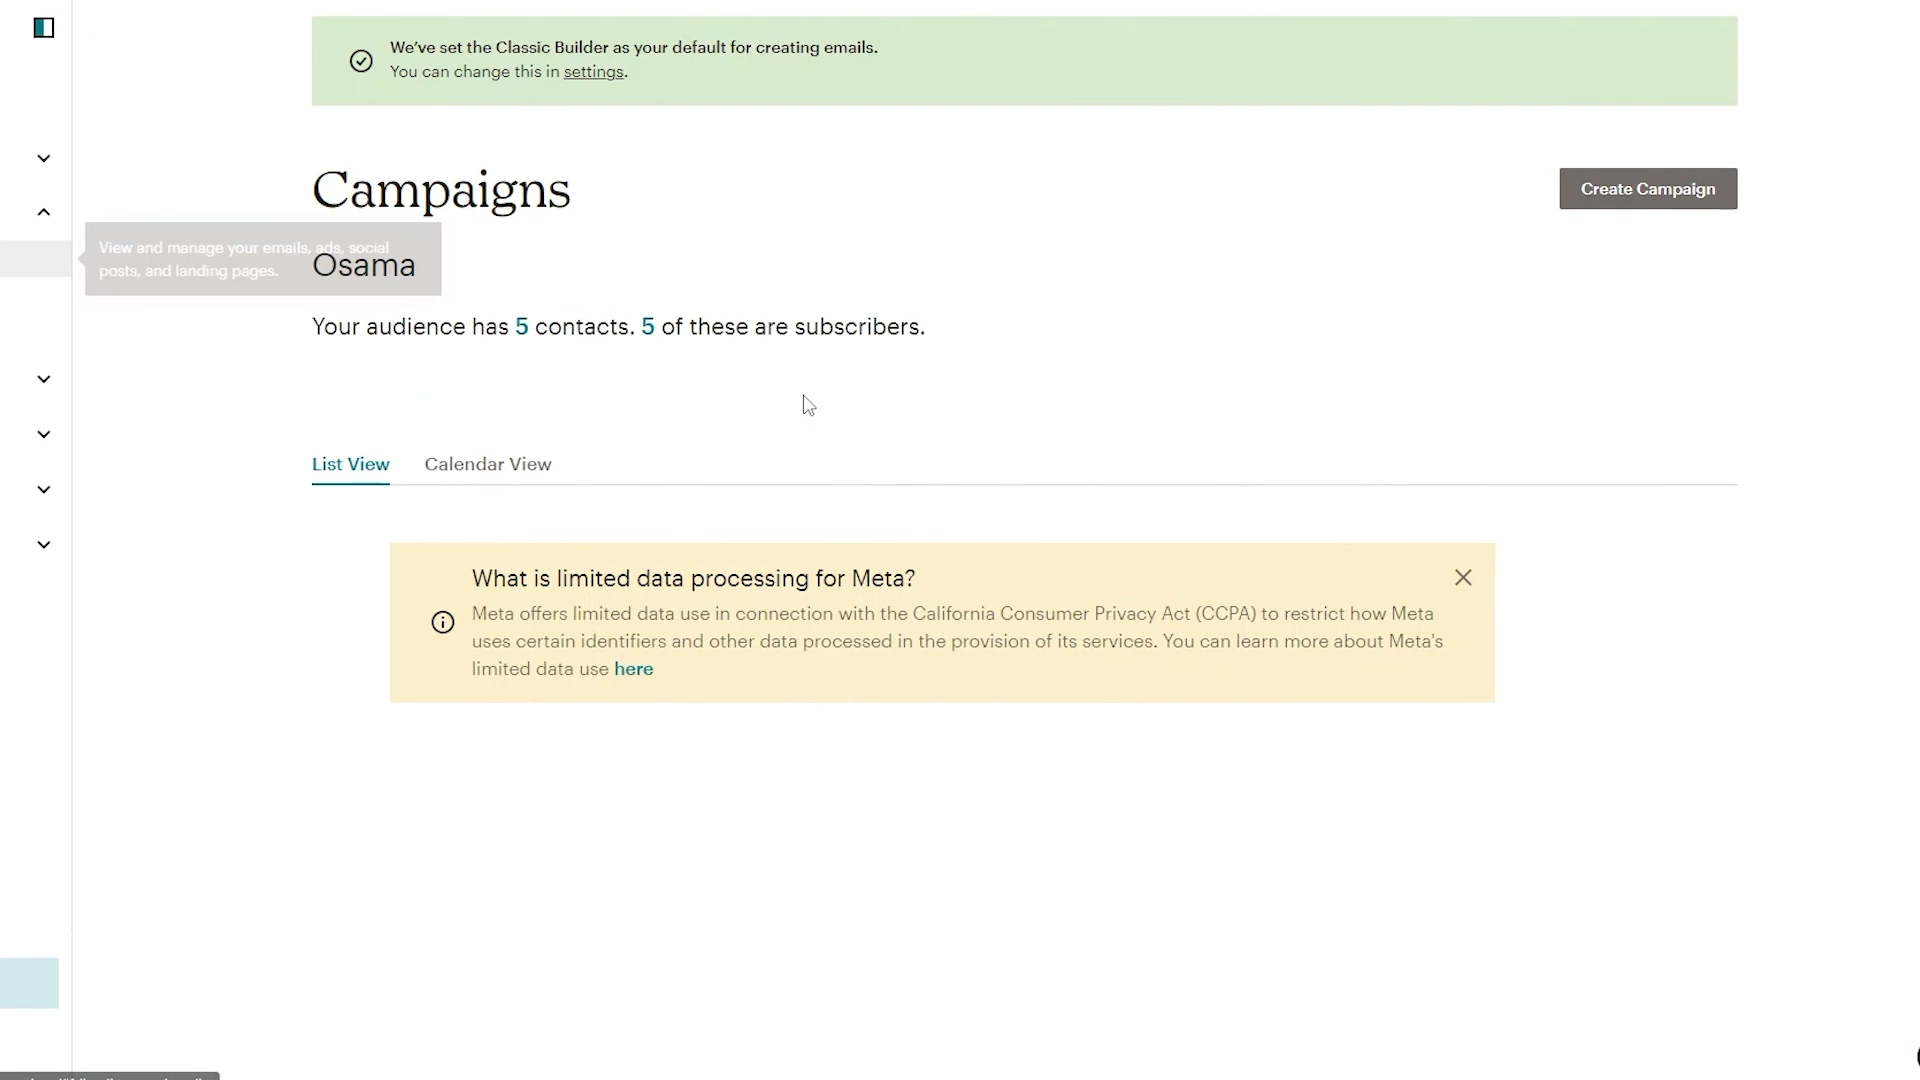 We've set the Classic Builder as your default for creating emails.
You can change this in settings.
Campaigns
Create Campaign
View and manage your emails, ads, social
posts, and landing pages.
Osama
Your audience has 5 contacts. 5 of these are subscribers.
List View
Calendar View
What is limited data processing for Meta?
Meta offers limited data use in connection with the California Consumer Privacy Act (CCPA) to restrict how Meta
uses certain identifiers and other data processed in the provision of its services. You can learn more about Meta's
limited data use here